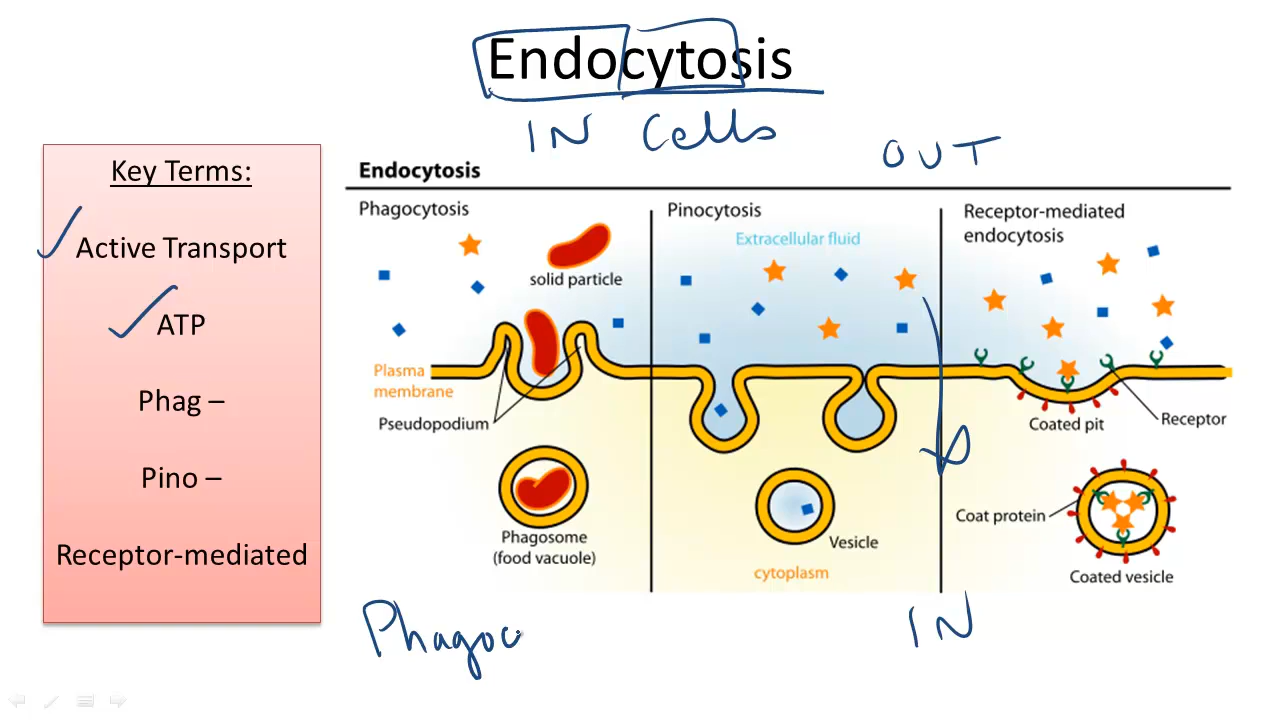 Endocytosis
IN Cells
OUT
Key Terms:
Active Transport
ATP
Phag –
Pino –
Receptor-mediated
Endocytosis
Phagocytosis
solid particle
Plasma
membrane
Pseudopodium
Phagosome
(food vacuole)
Pinocytosis
Extracellular fluid
Vesicle
cytoplasm
Receptor-mediated
endocytosis
Coated pit
Receptor
Coat protein
Coated vesicle
Phagoc
IN